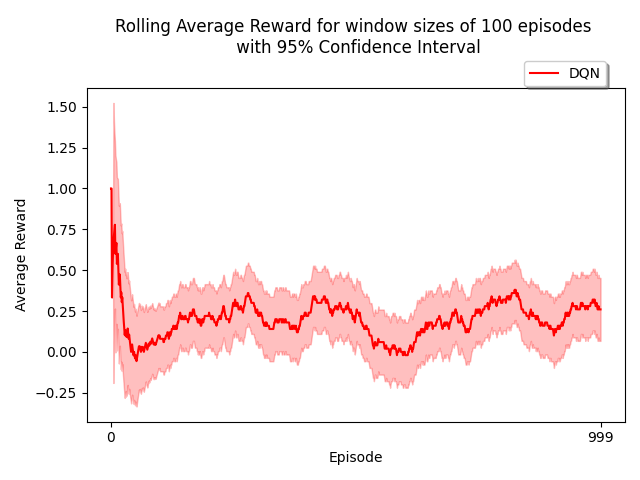 Rolling Average Reward for window sizes of 100 episodes
with 95% Confidence Interval
DQN
1.50
1.25
1.00
0.75
0.50
0.25
0.00
−0.25
Average Reward
0
999
Episode